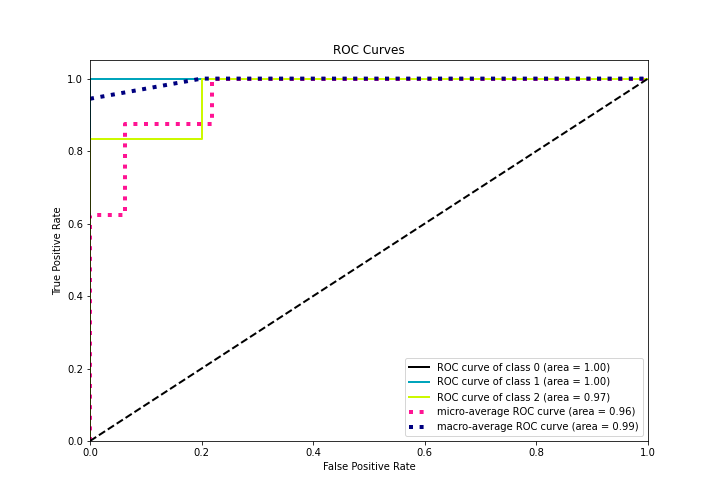 ROC Curves
True Positive Rate
1.0
0.8
0.6
0.4
0.2
0.0
0.0 0.2 0.4 0.6 0.8 1.0
False Positive Rate
ROC curve of class 0 (area = 1.00)
ROC curve of class 1 (area = 1.00)
ROC curve of class 2 (area = 0.97)
micro-average ROC curve (area = 0.96)
macro-average ROC curve (area = 0.99)